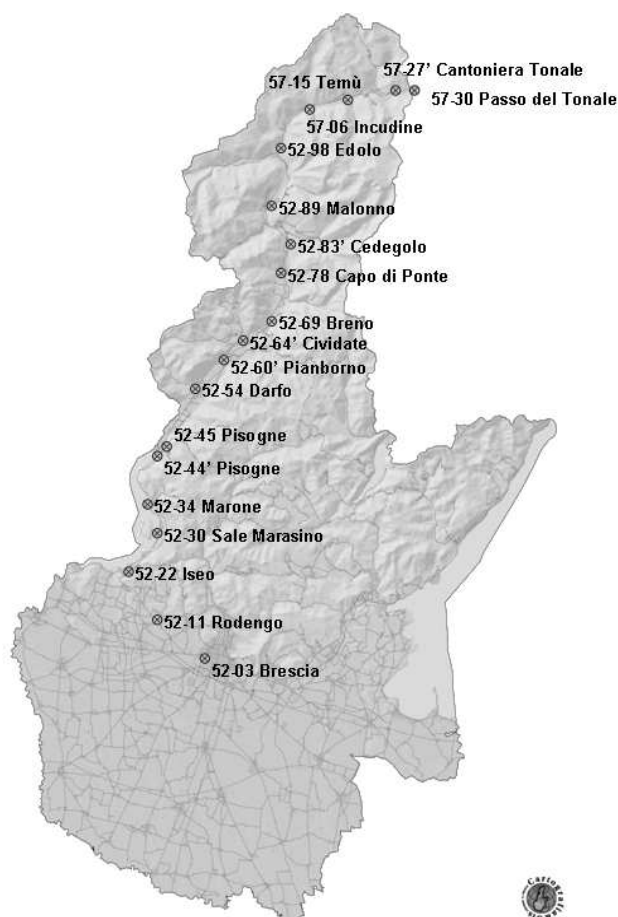 57-27' Cantoniera Tonale
57-15 Temù
57-30 Passo del Tonale
57-06 Incudine
52-98 Edolo
52-89 Malonno
52-83' Cedegolo
52-78 Capo di Ponte
52-69 Breno
52-64' Cividate
52-60' Pianborno
52-54 Darfo
52-45 Pisogne
52-44' Pisogne
52-34 Marone
52-30 Sale Marasino
52-22 Iseo
52-11 Rodengo
52-03 Brescia